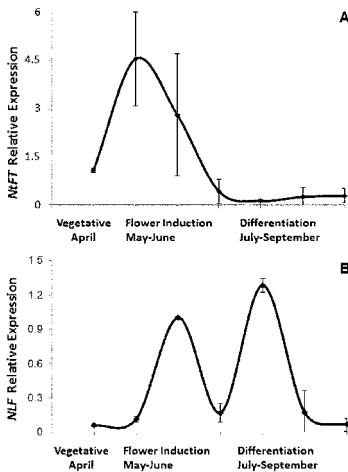 A
6
4.5
3
1.5
0
NtFT Relative Expression
Vegetative Flower Induction Differentiation
April May-June July-September
B
1.5
1.2
0.9
0.6
0.3
0
NLF Relative Expression
Vegetative Flower Induction Differentiation
April May-June July-September